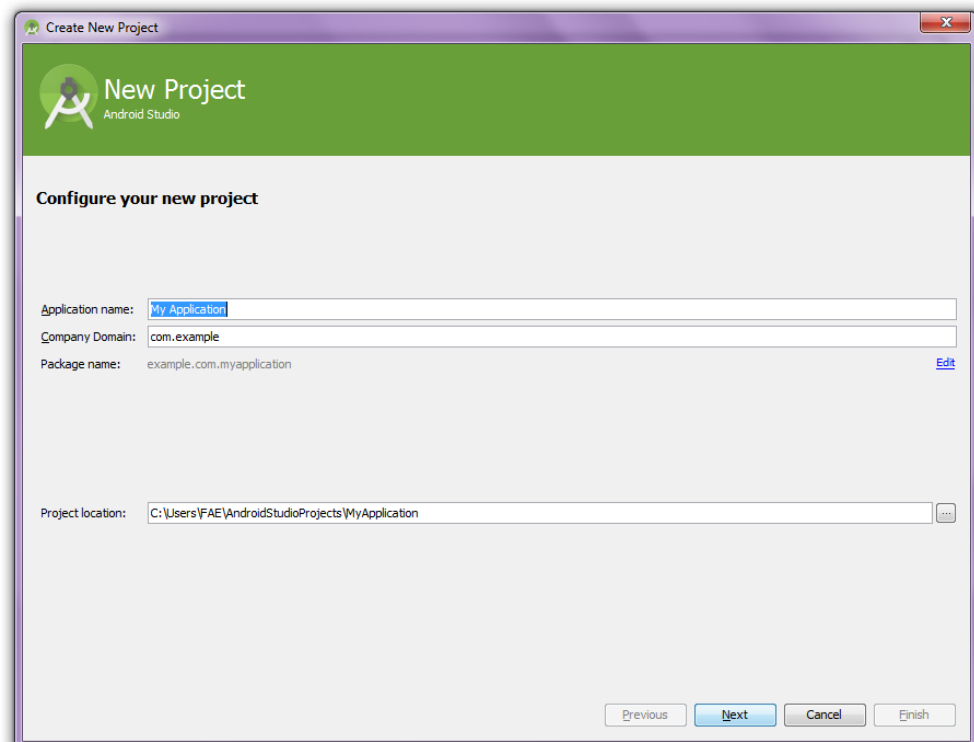 Create New Project
New Project
Android Studio
Configure your new project
Application name: My Application
Company Domain: com.example
Package name: example.com.myapplication Edit
Project location: C:\Users\FAE\AndroidStudioProjects\MyApplication ...
Previous Next Cancel Finish